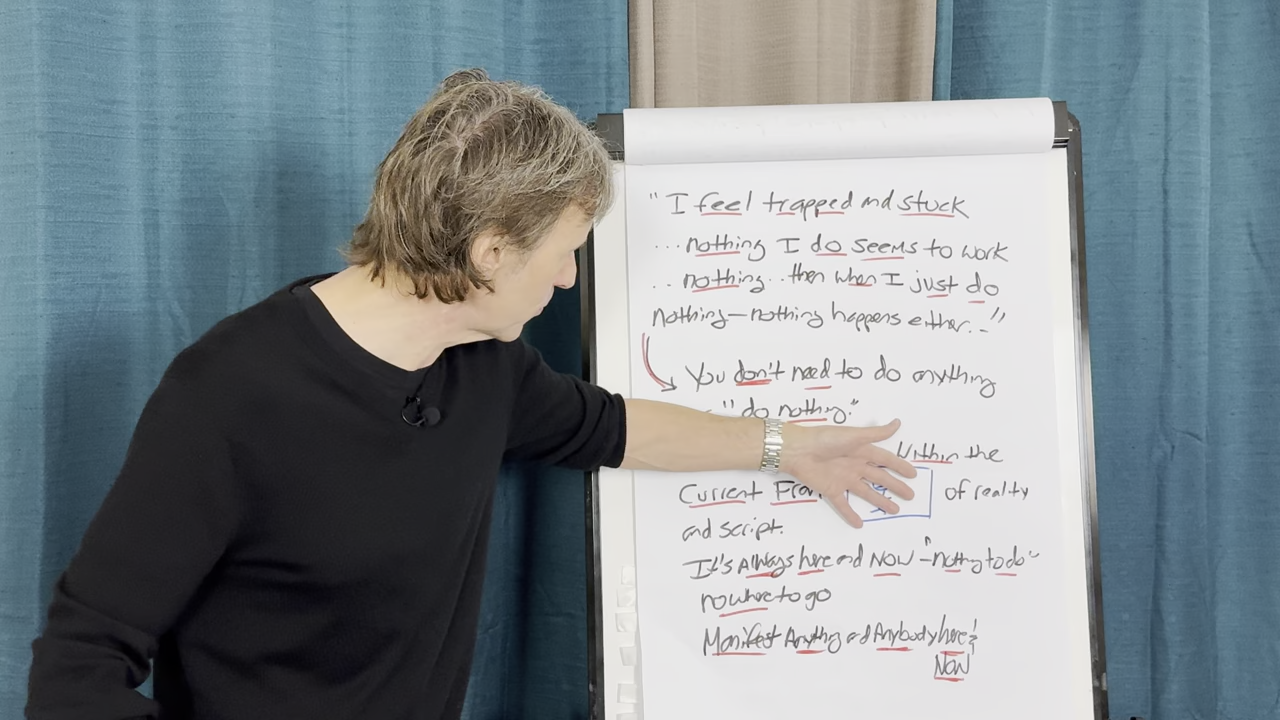 "I feel trapped and stuck
...nothing I do seems to work
..nothing..then when I just do
nothing—nothing happens either..."
You don't need to do anything
"do nothing."
Within the
Current of realty
and script.
It's Always here and NOW - "nothing to do"
nowhere to go
Manifest Anything and Anybody here &
NOW